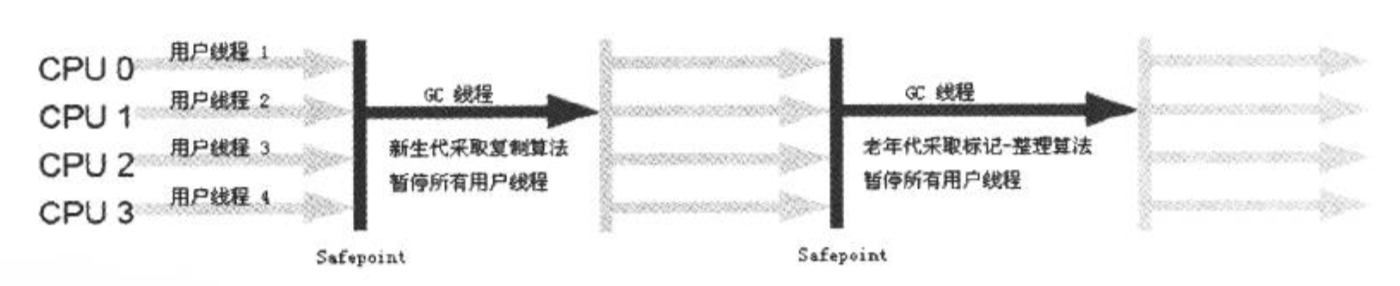 CPU 0 用户线程 1
CPU 1 用户线程 2
CPU 2 用户线程 3
CPU 3 用户线程 4
Safepoint
GC 线程
新生代采取复制算法
暂停所有用户线程
Safepoint
GC 线程
老年代采取标记-整理算法
暂停所有用户线程